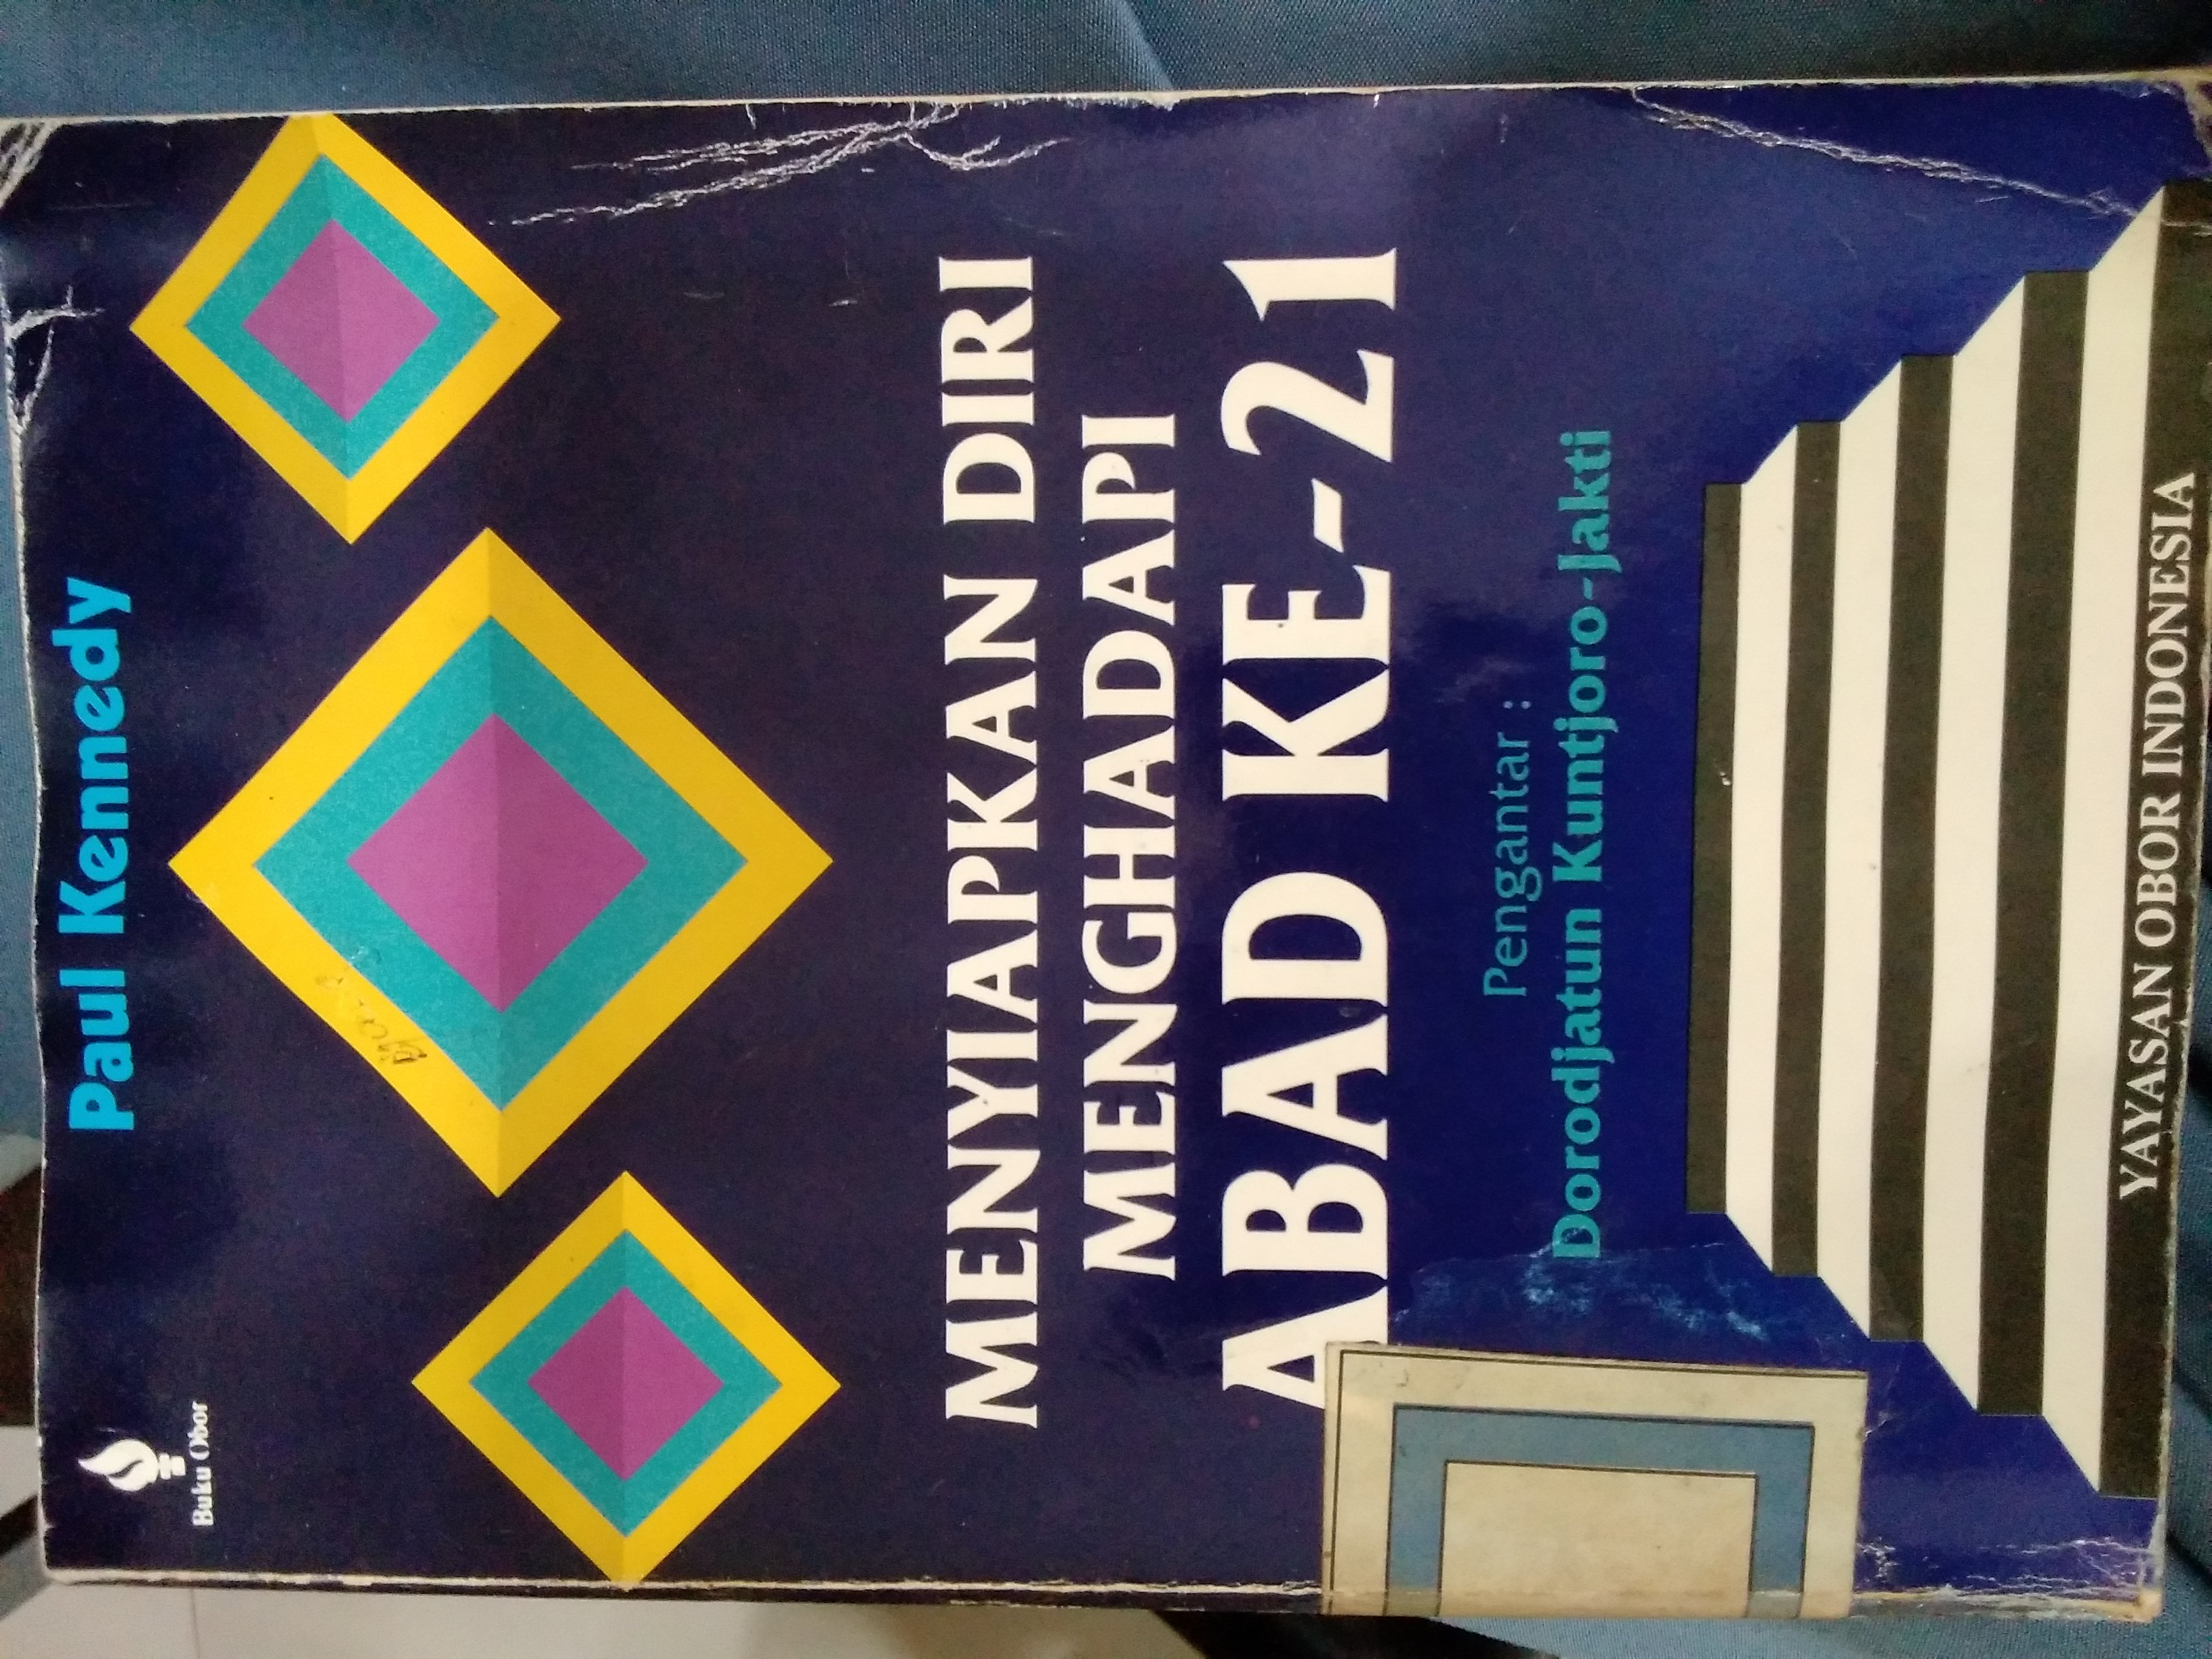 Buku Obor
Paul Kennedy
MENYIAPKAN DIRI
MENGHADAPI
ABAD KE-21
Pengantar :
Dorodjatun Kuntjoro-Jakti
YAYASAN OBOR INDONESIA